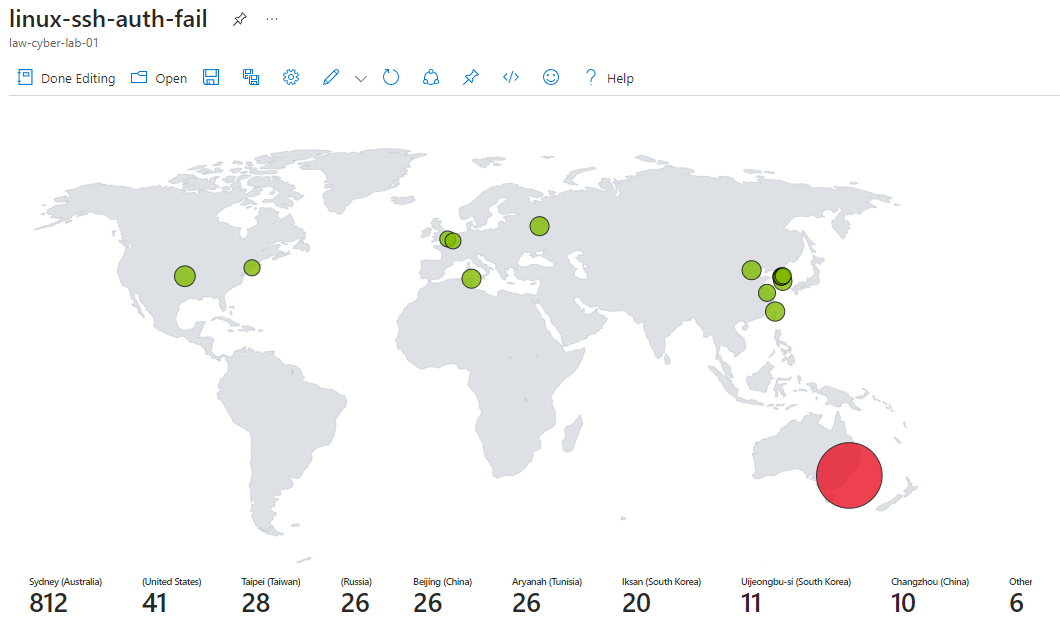 linux-ssh-auth-fail
law-cyber-lab-01
Done Editing Open Help
Sydney (Australia) (United States) Taipei (Taiwan) (Russia) Beijing (China) Aryanah (Tunisia) Iksan (South Korea) Uijeongbu-si (South Korea) Changzhou (China) Other
812 41 28 26 26 26 20 11 10 6